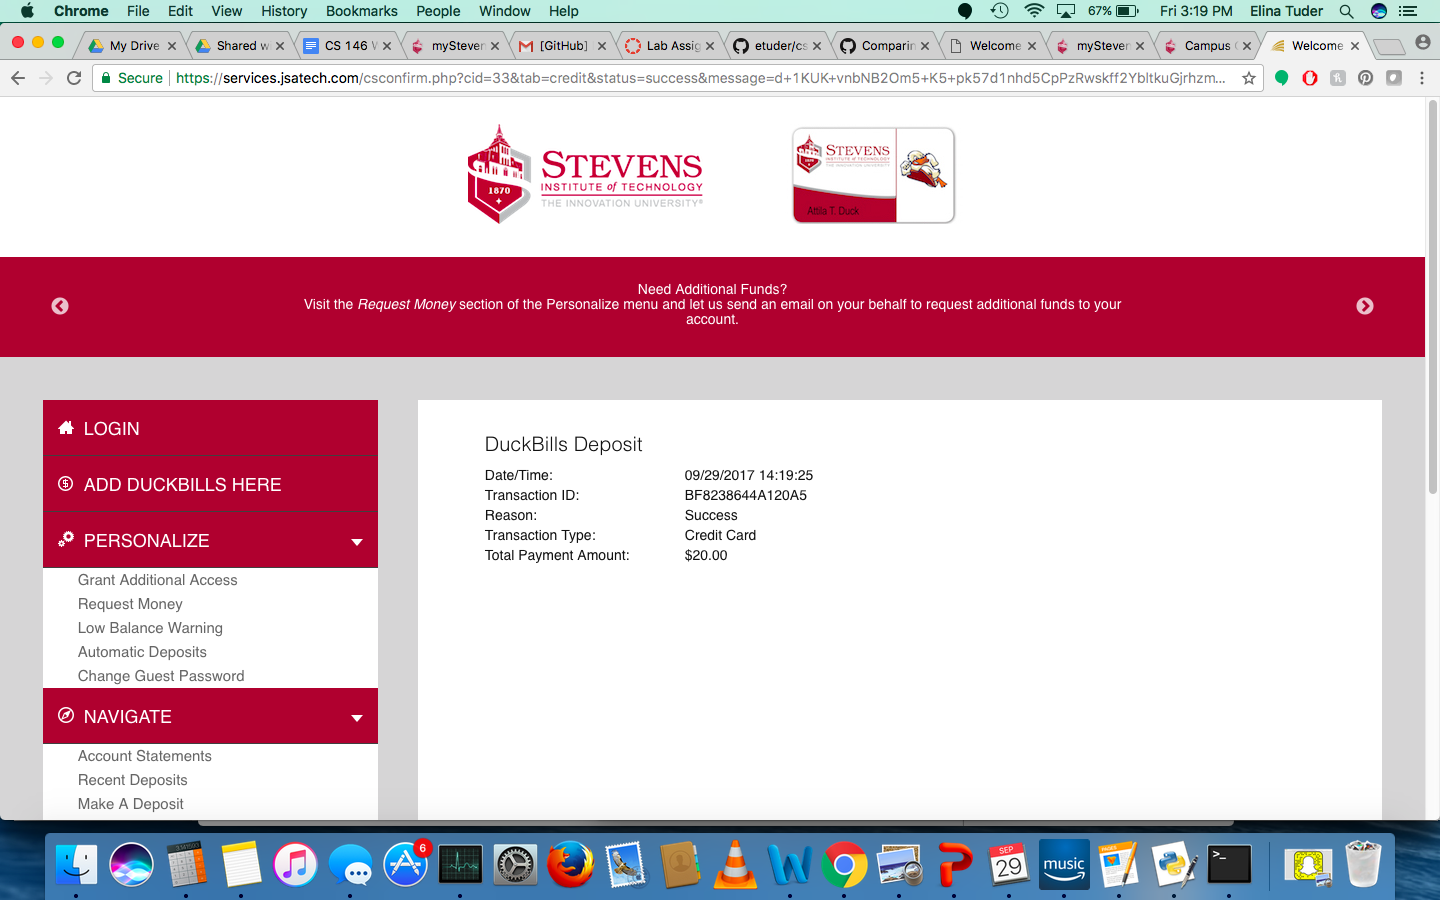 Chrome File Edit View History Bookmarks People Window Help 67% Fri 3:19 PM Elina Tuder
My Drive Shared w CS 146 mySteven [GitHub] Lab Assig etuder/cs Comparin Welcome mySteven Campus Welcome
Secure https://services.jsatech.com/csconfirm.php?cid=33&tab=credit&status=success&message=d+1KUK+vnbNB2Om5+K5+pk57d1nhd5CpPzRwskff2YbltkuGjrhzm...
1870
STEVENS
INSTITUTE of TECHNOLOGY
THE INNOVATION UNIVERSITY®
STEVENS
INSTITUTE of TECHNOLOGY
THE INNOVATION UNIVERSITY
Attila T. Duck
Need Additional Funds?
Visit the Request Money section of the Personalize menu and let us send an email on your behalf to request additional funds to your
account.
LOGIN
ADD DUCKBILLS HERE
PERSONALIZE
Grant Additional Access
Request Money
Low Balance Warning
Automatic Deposits
Change Guest Password
NAVIGATE
Account Statements
Recent Deposits
Make A Deposit
DuckBills Deposit
Date/Time: 09/29/2017 14:19:25
Transaction ID: BF8238644A120A5
Reason: Success
Transaction Type: Credit Card
Total Payment Amount: $20.00
6
SEP
29
music
PAGES